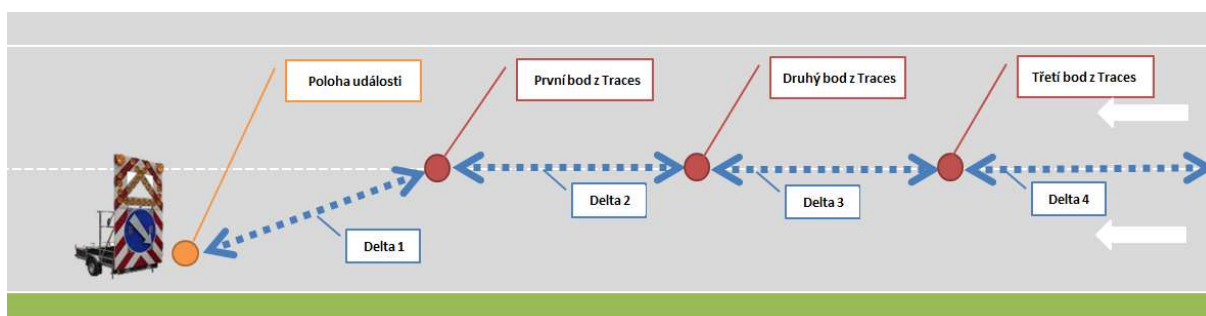 Poloha události
První bod z Traces
Druhý bod z Traces
Třetí bod z Traces
Delta 1
Delta 2
Delta 3
Delta 4